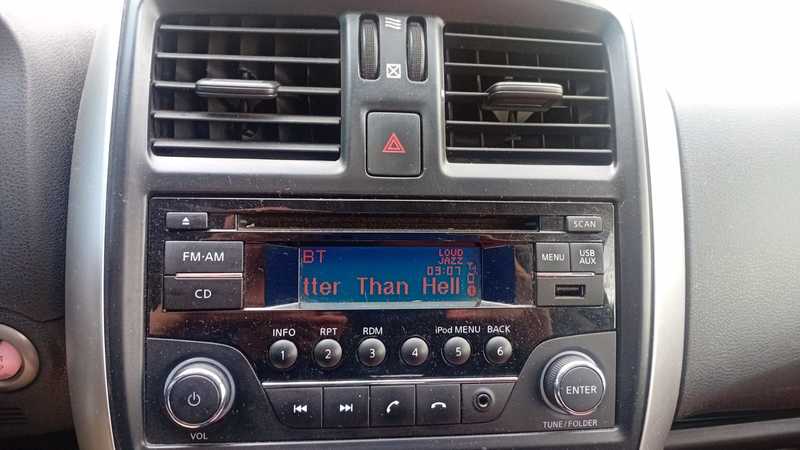 SCAN
FM·AM
BT
LOUD
JAZZ
03:07
MENU
USB
AUX
CD
tter Than Hell
INFO
RPT
RDM
iPod MENU
BACK
1
2
3
4
5
6
ENTER
VOL
TUNE/FOLDER